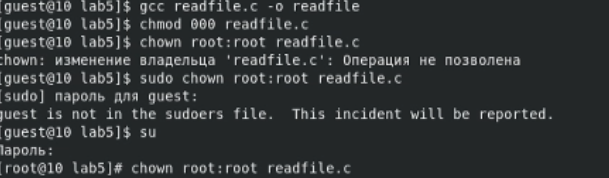 [guest@10 lab5]$ gcc readfile.c -o readfile
[guest@10 lab5]$ chmod 000 readfile.c
[guest@10 lab5]$ chown root:root readfile.c
chown: изменение владельца 'readfile.c': Операция не позволена
[guest@10 lab5]$ sudo chown root:root readfile.c
[sudo] пароль для guest:
guest is not in the sudoers file.  This incident will be reported.
[guest@10 lab5]$ su
Пароль:
[root@10 lab5]# chown root:root readfile.c